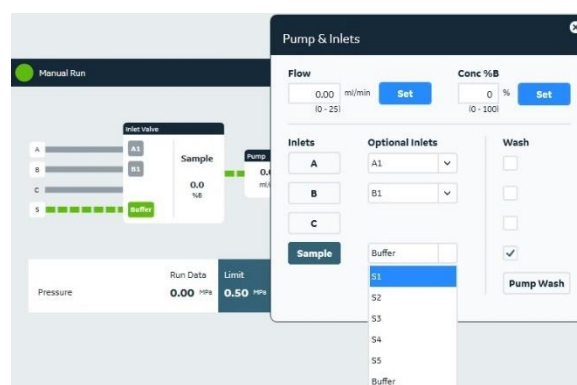 Pump & Inlets
Manual Run
Flow
Conc %B
0.00 ml/min Set
0 % Set
(0 - 25)
(0 - 100)
Inlet Valve
A
A1
B
B1
C
S
Buffer
Sample
0.0
%B
Pump
0.
ml/
Inlets
Optional Inlets
Wash
A
A1
B
B1
C
Sample
Buffer
S1
S2
S3
S4
S5
Buffer
Pump Wash
Run Data
Limit
Pressure
0.00 MPa
0.50 MPa